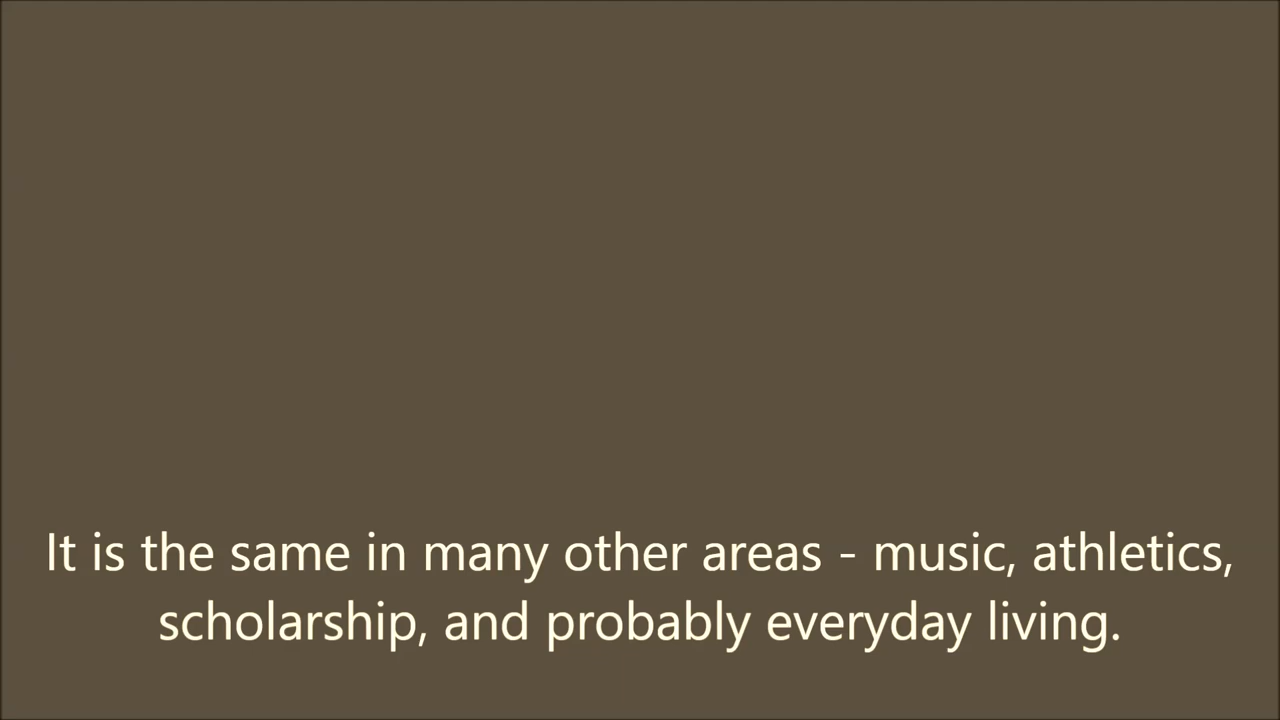 It is the same in many other areas - music, athletics,
scholarship, and probably everyday living.